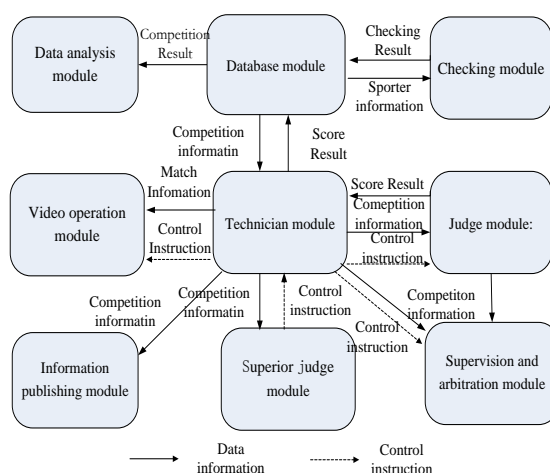 Data analysis
module
Competition
Result
Database module
Checking
Result
Sporter
information
Checking module
Competition
informatin
Score
Result
Match
Infomation
Video operation
module
Control
Instruction
Technician module
Score Result
Comeptition
information
Control
instruction
Judge module:
Competition
informatin
Competition
informatin
Control
instruction
Control
instruction
Competiton
information
Information
publishing module
Superior judge
module
Supervision and
arbitration module
Data
information
Control
instruction